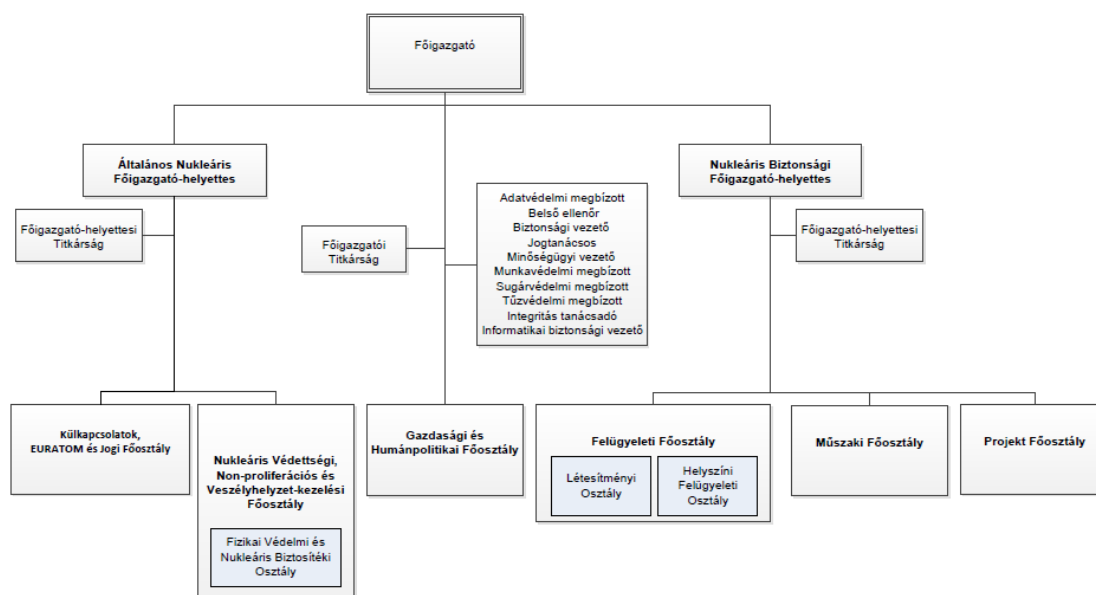 Főigazgató
Általános Nukleáris
Főigazgató-helyettes
Nukleáris Biztonsági
Főigazgató-helyettes
Főigazgató-helyettesi
Titkárság
Főigazgatói
Titkárság
Adatvédelmi megbízott
Belső ellenőr
Biztonsági vezető
Jogtanácsos
Minőségügyi vezető
Munkavédelmi megbízott
Sugárvédelmi megbízott
Tűzvédelmi megbízott
Integritás tanácsadó
Informatikai biztonsági vezető
Főigazgató-helyettesi
Titkárság
Külkapcsolatok,
EURATOM és Jogi Főosztály
Nukleáris Védettségi,
Non-proliferációs és
Veszélyhelyzet-kezelési
Főosztály
Fizikai Védelmi és
Nukleáris Biztosítéki
Osztály
Gazdasági és
Humánpolitikai Főosztály
Felügyeleti Főosztály
Létesítményi
Osztály
Helyszíni
Felügyeleti
Osztály
Műszaki Főosztály
Projekt Főosztály